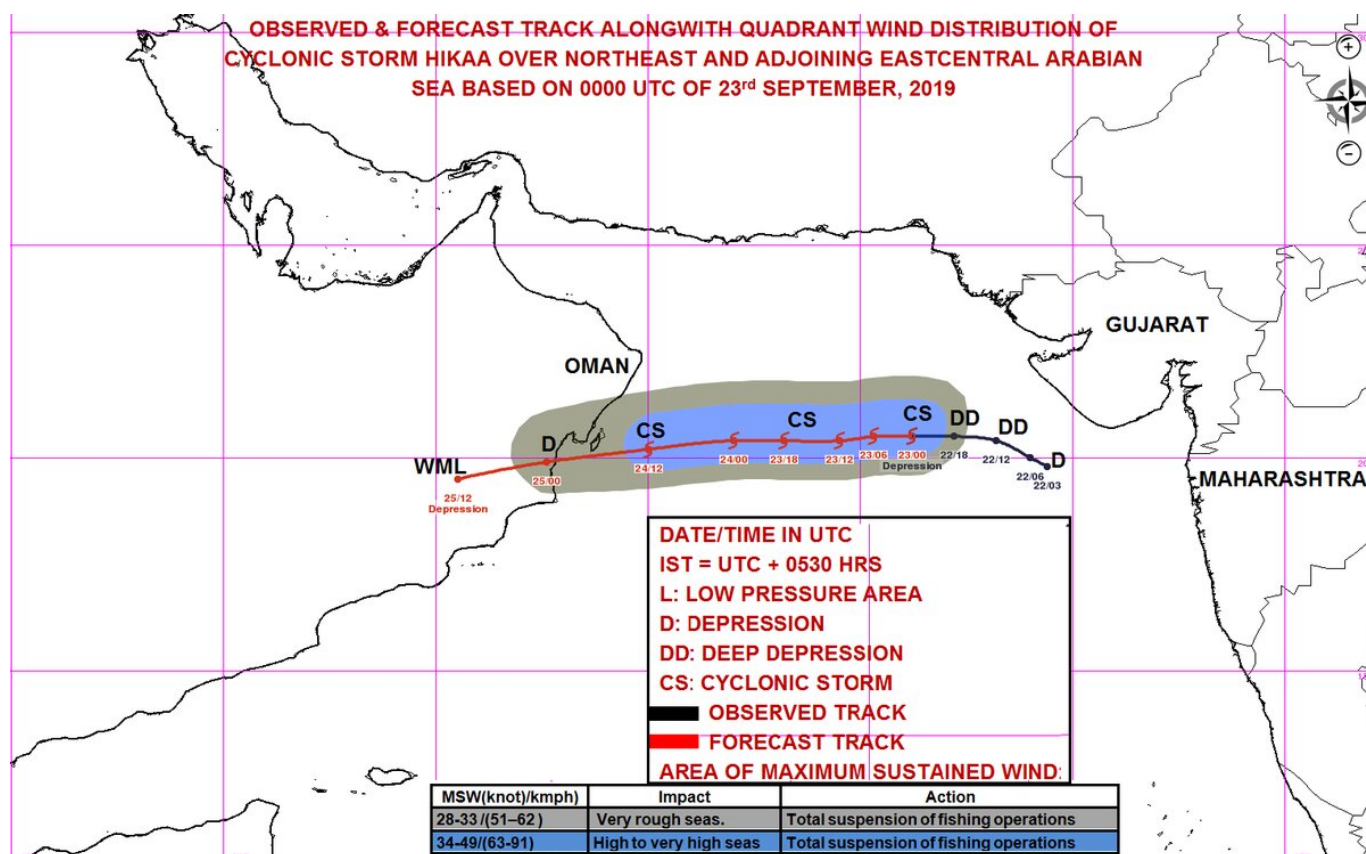 OBSERVED & FORECAST TRACK ALONGWITH QUADRANT WIND DISTRIBUTION OF
CYCLONIC STORM HIKAA OVER NORTHEAST AND ADJOINING EASTCENTRAL ARABIAN
SEA BASED ON 0000 UTC OF 23rd SEPTEMBER, 2019
GUJARAT
OMAN
CS CS CS DD DD
D
WML
D
MAHARASHTRA
25/12
Depression
25/00
24/12
24/00
23/18
23/12
23/06
23/00
Depression
22/18
22/12
22/06
22/03
DATE/TIME IN UTC
IST = UTC + 0530 HRS
L: LOW PRESSURE AREA
D: DEPRESSION
DD: DEEP DEPRESSION
CS: CYCLONIC STORM
OBSERVED TRACK
FORECAST TRACK
AREA OF MAXIMUM SUSTAINED WIND:
MSW(knot)/kmph) Impact Action
28-33/(51–62) Very rough seas. Total suspension of fishing operations
34-49/(63-91) High to very high seas Total suspension of fishing operations